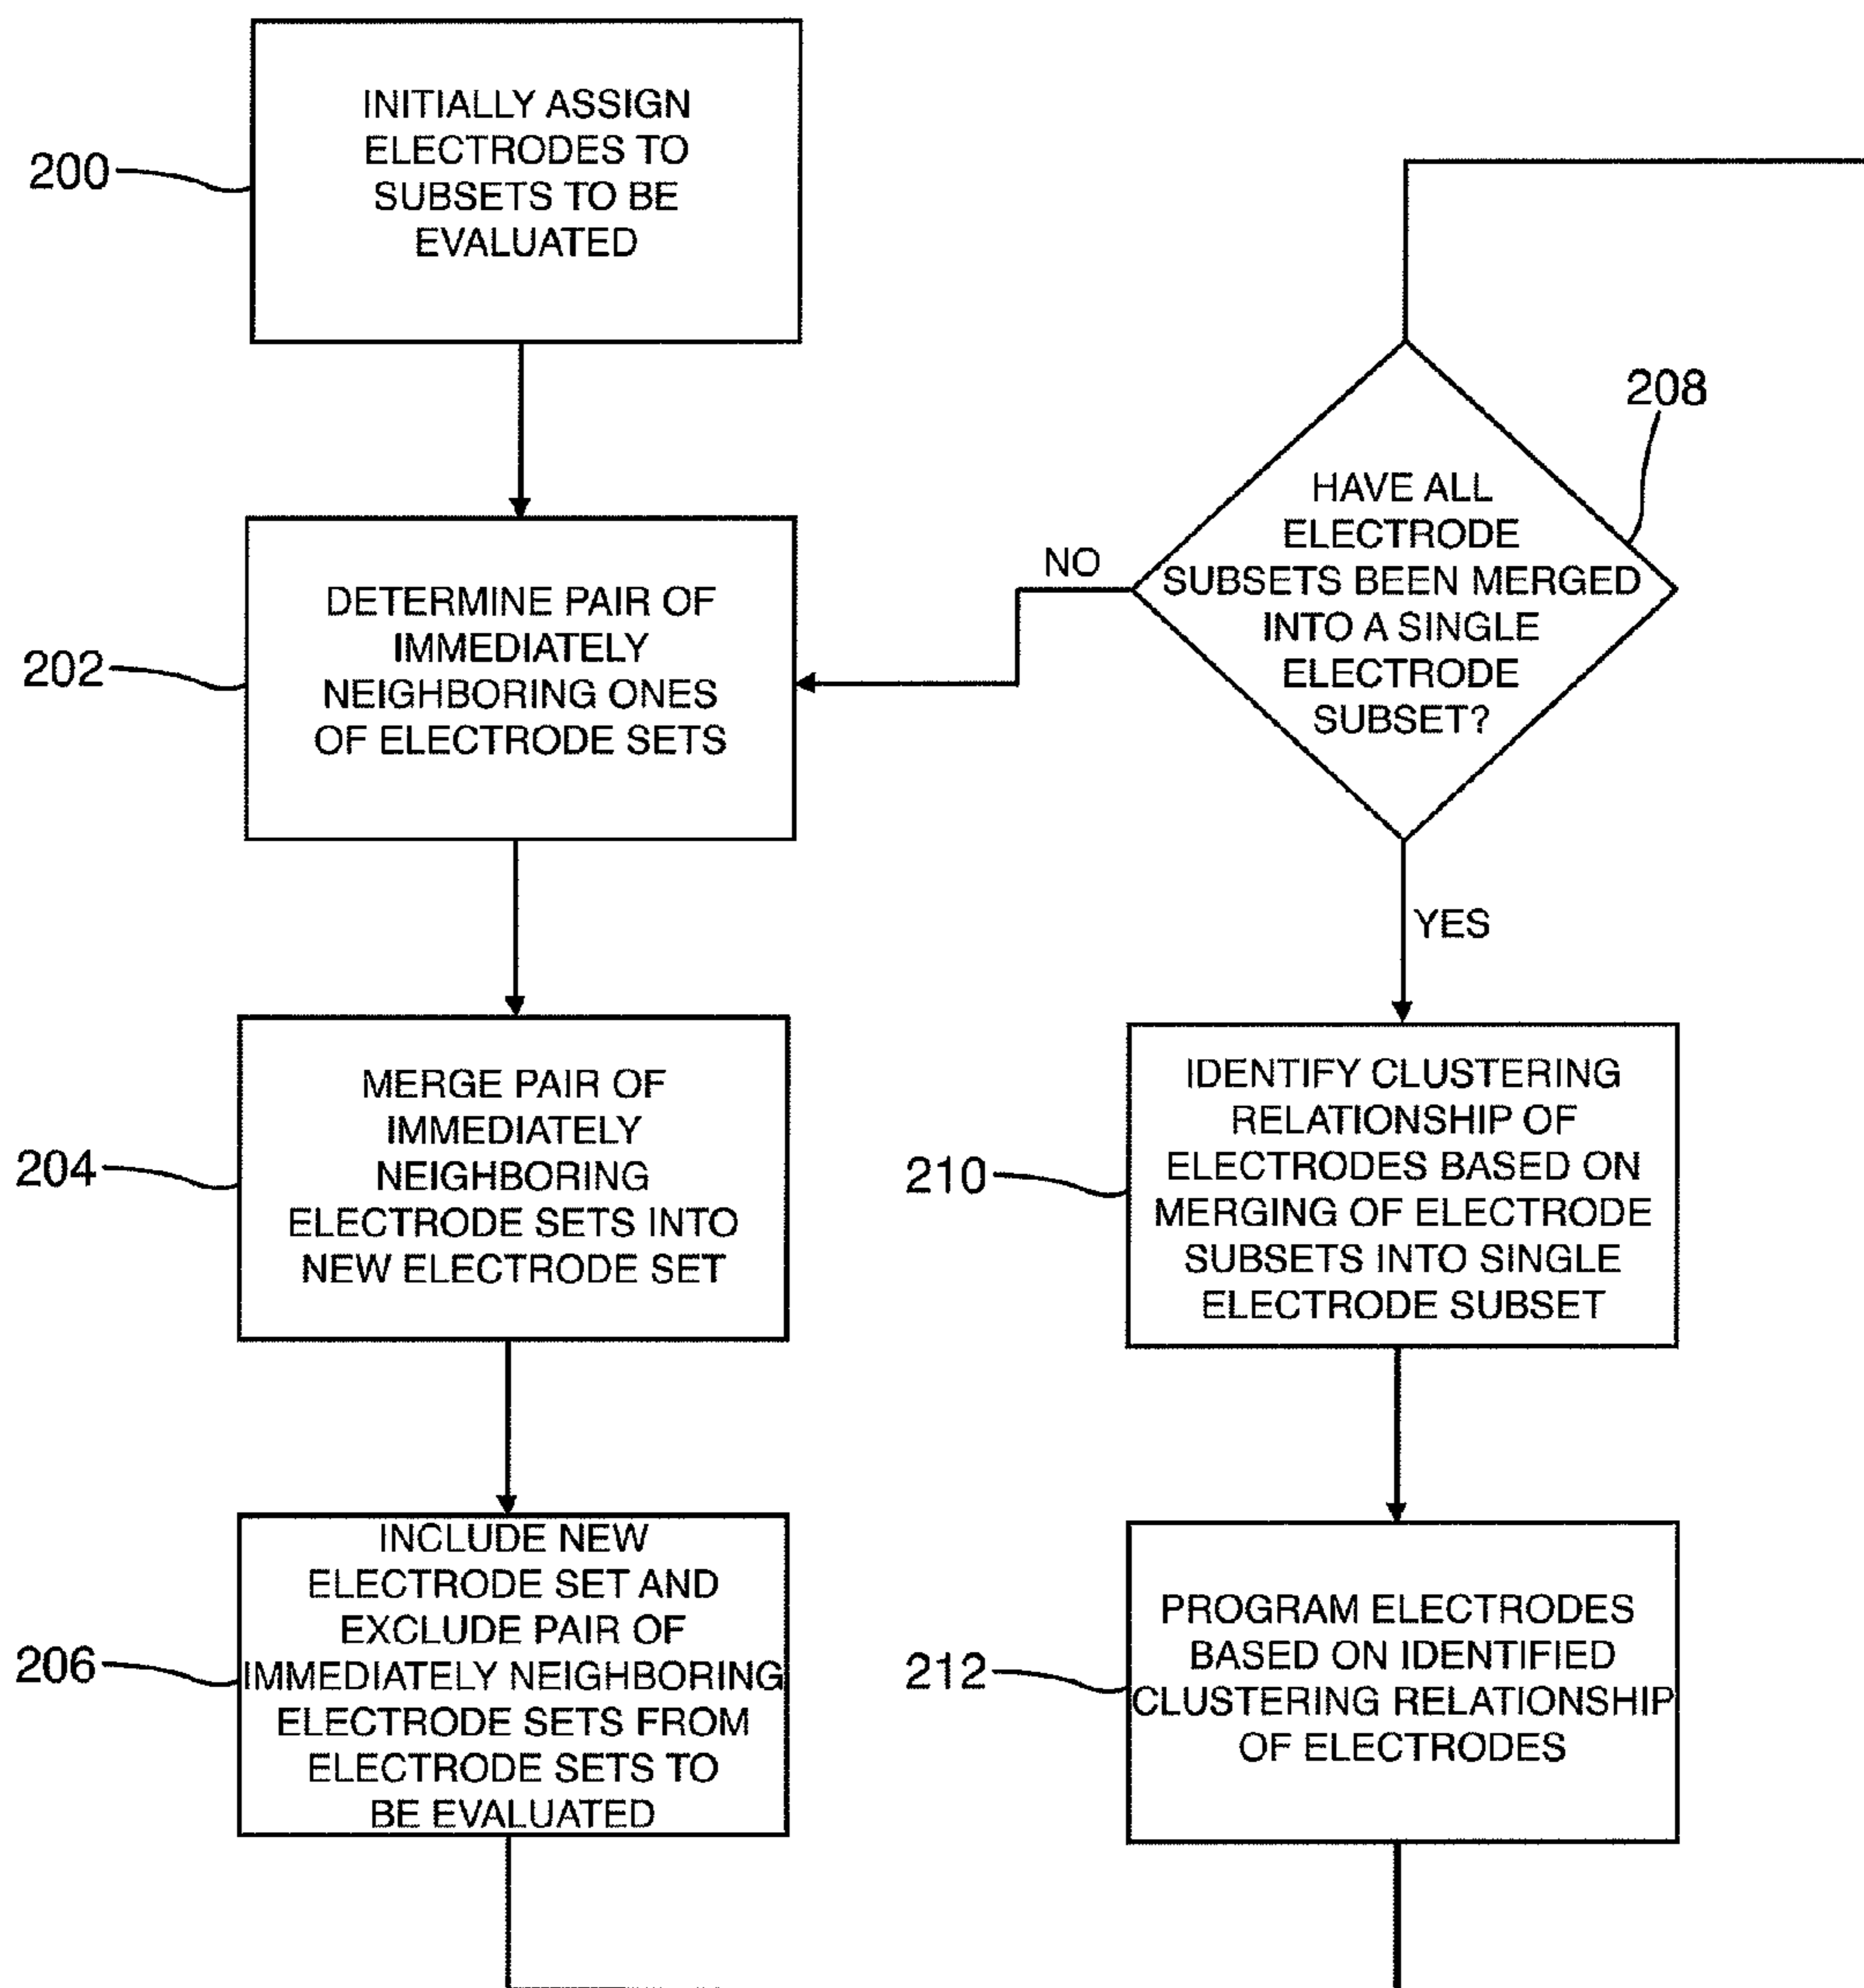 200
INITIALLY ASSIGN
ELECTRODES TO
SUBSETS TO BE
EVALUATED
202
DETERMINE PAIR OF
IMMEDIATELY
NEIGHBORING ONES
OF ELECTRODE SETS
204
MERGE PAIR OF
IMMEDIATELY
NEIGHBORING
ELECTRODE SETS INTO
NEW ELECTRODE SET
206
INCLUDE NEW
ELECTRODE SET AND
EXCLUDE PAIR OF
IMMEDIATELY NEIGHBORING
ELECTRODE SETS FROM
ELECTRODE SETS TO
BE EVALUATED
208
HAVE ALL
ELECTRODE
SUBSETS BEEN MERGED
INTO A SINGLE
ELECTRODE
SUBSET?
NO
YES
210
IDENTIFY CLUSTERING
RELATIONSHIP OF
ELECTRODES BASED ON
MERGING OF ELECTRODE
SUBSETS INTO SINGLE
ELECTRODE SUBSET
212
PROGRAM ELECTRODES
BASED ON IDENTIFIED
CLUSTERING RELATIONSHIP
OF ELECTRODES